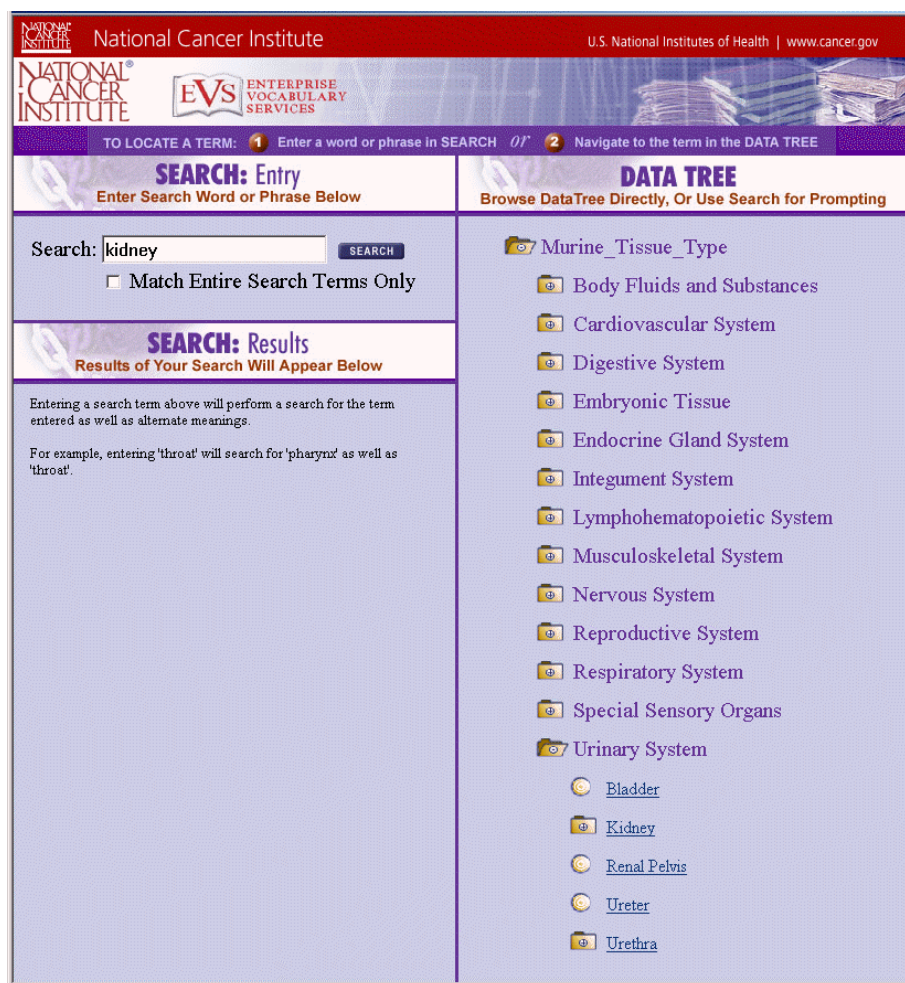 NATIONAL CANCER INSTITUTE
National Cancer Institute
U.S. National Institutes of Health | www.cancer.gov
NATIONAL®
CANCER
INSTITUTE
EVS ENTERPRISE
VOCABULARY
SERVICES
TO LOCATE A TERM: 1 Enter a word or phrase in SEARCH or 2 Navigate to the term in the DATA TREE
SEARCH: Entry
Enter Search Word or Phrase Below
Search: kidney SEARCH
Match Entire Search Terms Only
SEARCH: Results
Results of Your Search Will Appear Below
Entering a search term above will perform a search for the term
entered as well as alternate meanings.
For example, entering 'throat' will search for 'pharynx' as well as
'throat'.
DATA TREE
Browse DataTree Directly, Or Use Search for Prompting
Murine_Tissue_Type
Body Fluids and Substances
Cardiovascular System
Digestive System
Embryonic Tissue
Endocrine Gland System
Integument System
Lymphohematopoietic System
Musculoskeletal System
Nervous System
Reproductive System
Respiratory System
Special Sensory Organs
Urinary System
Bladder
Kidney
Renal Pelvis
Ureter
Urethra